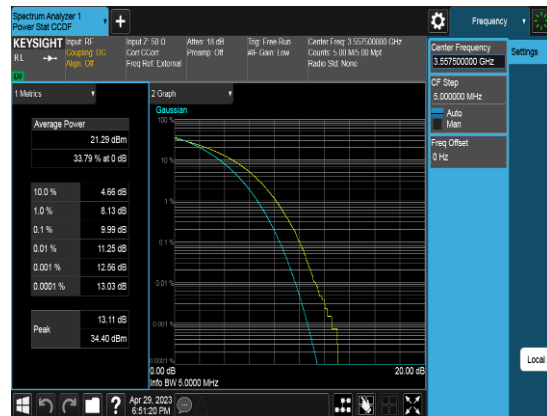 Spectrum Analyzer 1
Power Stat CCDF
+
Frequency
KEYSIGHT
RL
Input: RF
Coupling: DC
Align: Off
Input Z: 50 Ω
Corr CCorr
Freq Ref: External
Atten: 18 dB
Preamp: Off
Trig: Free Run
#IF Gain: Low
Center Freq: 3.557500000 GHz
Counts: 5.00 M/5.00 Mpt
Radio Std: None
Center Frequency
3.557500000 GHz
Settings
CF Step
5.000000 MHz
Auto
Man
Freq Offset
0 Hz
1 Metrics
2 Graph
Gaussian
Average Power
21.29 dBm
33.79 % at 0 dB
10.0 % 4.66 dB
1.0 % 8.13 dB
0.1 % 9.99 dB
0.01 % 11.25 dB
0.001 % 12.56 dB
0.0001 % 13.03 dB
Peak
13.11 dB
34.40 dBm
100 %
10 %
1 %
0.1 %
0.01 %
0.001 %
0.0001 %
0.00 dB 20.00 dB
Info BW 5.0000 MHz
Local
?
Apr 29, 2023
6:51:20 PM